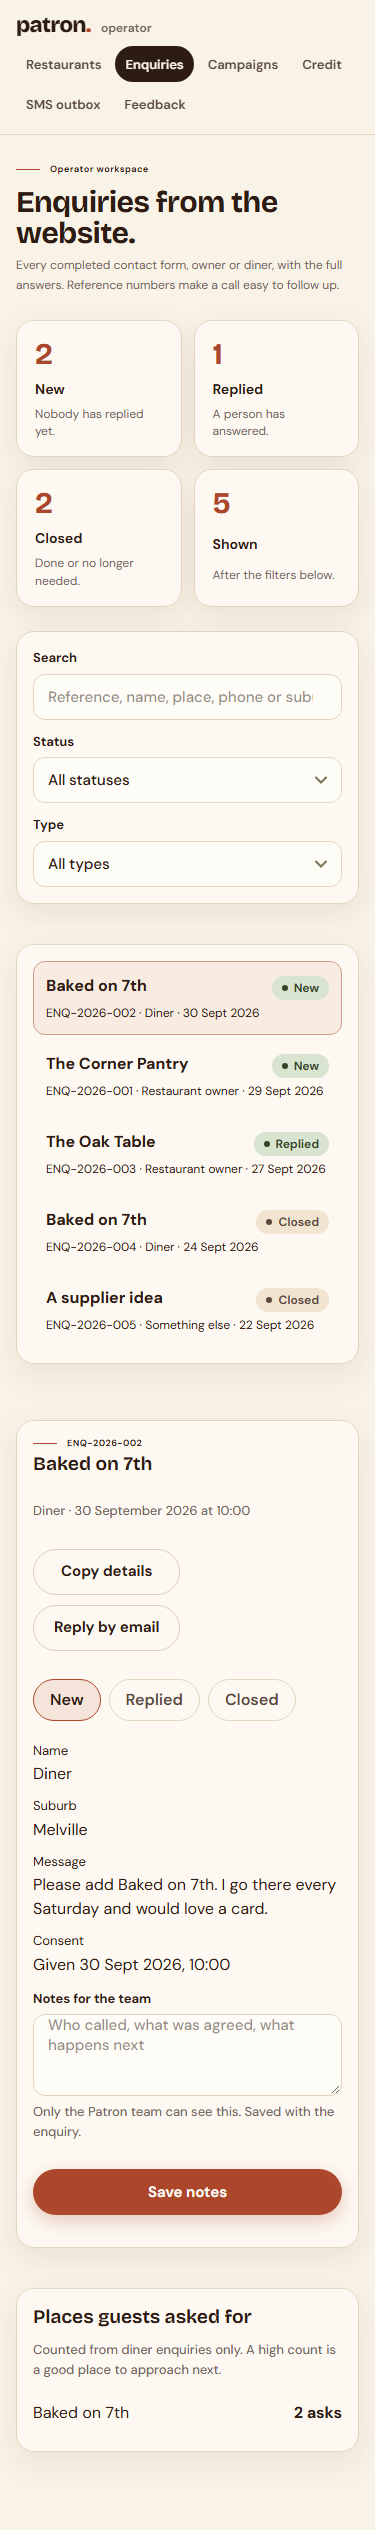 patron. operator
Restaurants Enquiries Campaigns Credit
SMS outbox Feedback
Operator workspace
Enquiries from the
website.
Every completed contact form, owner or diner, with the full
answers. Reference numbers make a call easy to follow up.
2
New
Nobody has replied
yet.
1
Replied
A person has
answered.
2
Closed
Done or no longer
needed.
5
Shown
After the filters below.
Search
Reference, name, place, phone or sub
Status
All statuses
Type
All types
Baked on 7th New
ENQ-2026-002 · Diner · 30 Sept 2026
The Corner Pantry New
ENQ-2026-001 · Restaurant owner · 29 Sept 2026
The Oak Table Replied
ENQ-2026-003 · Restaurant owner · 27 Sept 2026
Baked on 7th Closed
ENQ-2026-004 · Diner · 24 Sept 2026
A supplier idea Closed
ENQ-2026-005 · Something else · 22 Sept 2026
ENQ-2026-002
Baked on 7th
Diner · 30 September 2026 at 10:00
Copy details
Reply by email
New Replied Closed
Name
Diner
Suburb
Melville
Message
Please add Baked on 7th. I go there every
Saturday and would love a card.
Consent
Given 30 Sept 2026, 10:00
Notes for the team
Who called, what was agreed, what
happens next
Only the Patron team can see this. Saved with the
enquiry.
Save notes
Places guests asked for
Counted from diner enquiries only. A high count is
a good place to approach next.
Baked on 7th 2 asks